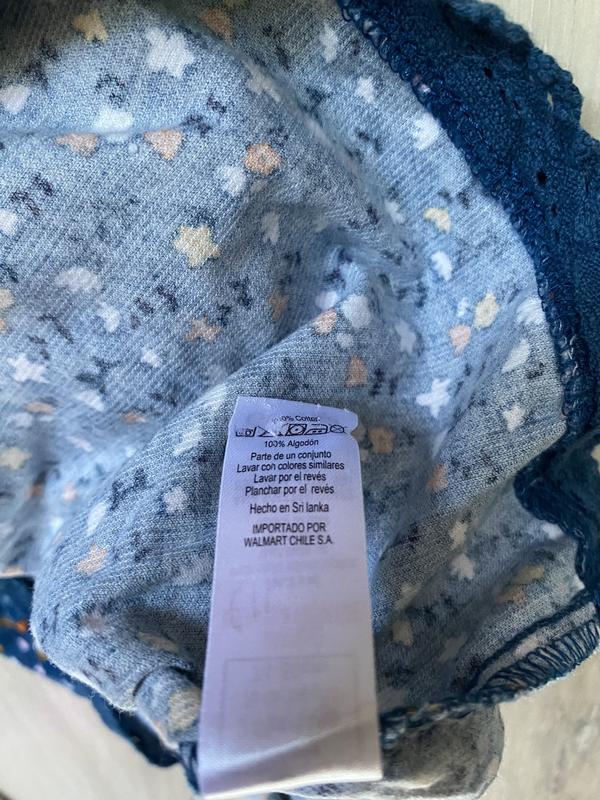 100% Cotton
100% Algodón
Parte de un conjunto
Lavar con colores similares
Lavar por el revés
Planchar por el revés
Hecho en Sri lanka
IMPORTADO POR
WALMART CHILE S.A.